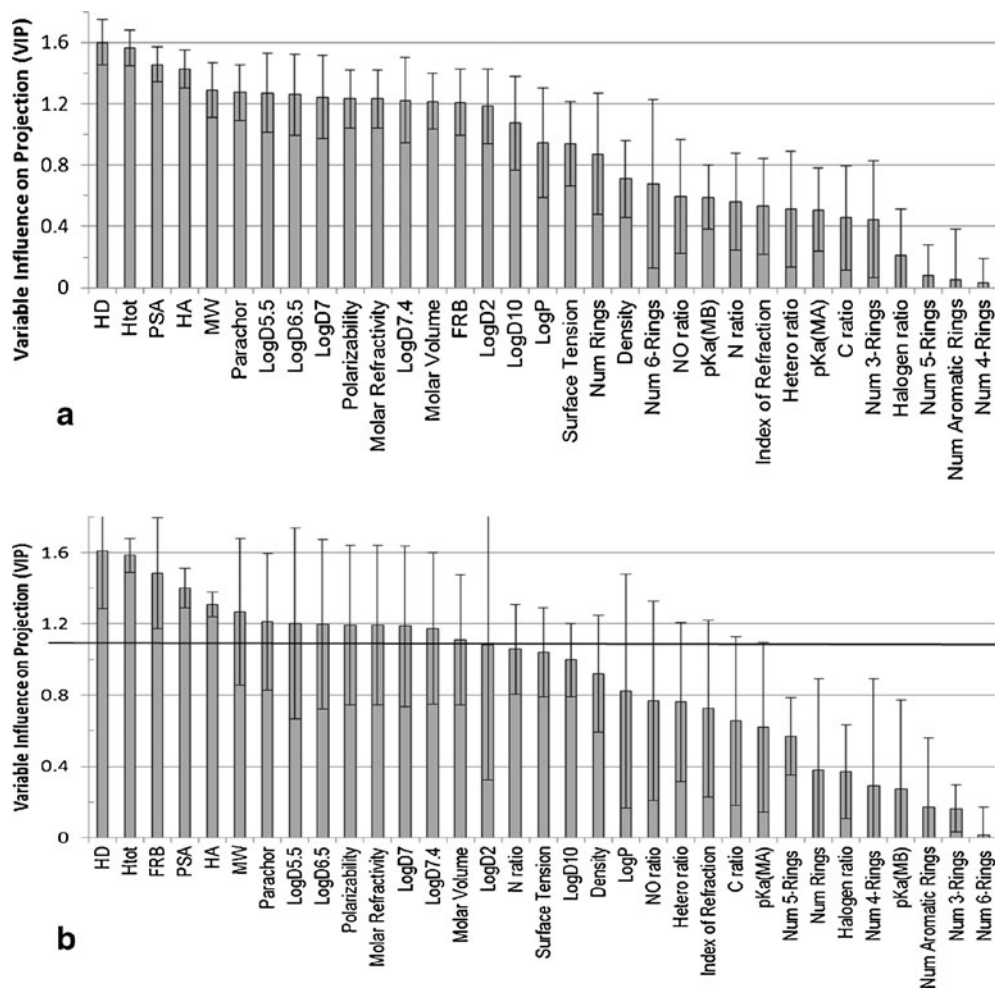 Variable Influence on Projection (VIP)
1.6
1.2
0.8
0.4
0
HD
Htot
PSA
HA
MW
Parachor
LogD5.5
LogD6.5
LogD7
Polarizability
Molar Refractivity
LogD7.4
Molar Volume
FRB
LogD2
LogD10
LogP
Surface Tension
Num Rings
Density
Num 6-Rings
NO ratio
pKa(MB)
N ratio
Index of Refraction
Hetero ratio
pKa(MA)
C ratio
Num 3-Rings
Halogen ratio
Num 5-Rings
Num Aromatic Rings
Num 4-Rings
a
Variable Influence on Projection (VIP)
1.6
1.2
0.8
0.4
0
HD
Htot
FRB
PSA
HA
MW
Parachor
LogD5.5
LogD6.5
Polarizability
Molar Refractivity
LogD7
LogD7.4
Molar Volume
LogD2
N ratio
Surface Tension
LogD10
Density
LogP
NO ratio
Hetero ratio
Index of Refraction
C ratio
pKa(MA)
Num 5-Rings
Num Rings
Halogen ratio
Num 4-Rings
pKa(MB)
Num Aromatic Rings
Num 3-Rings
Num 6-Rings
b